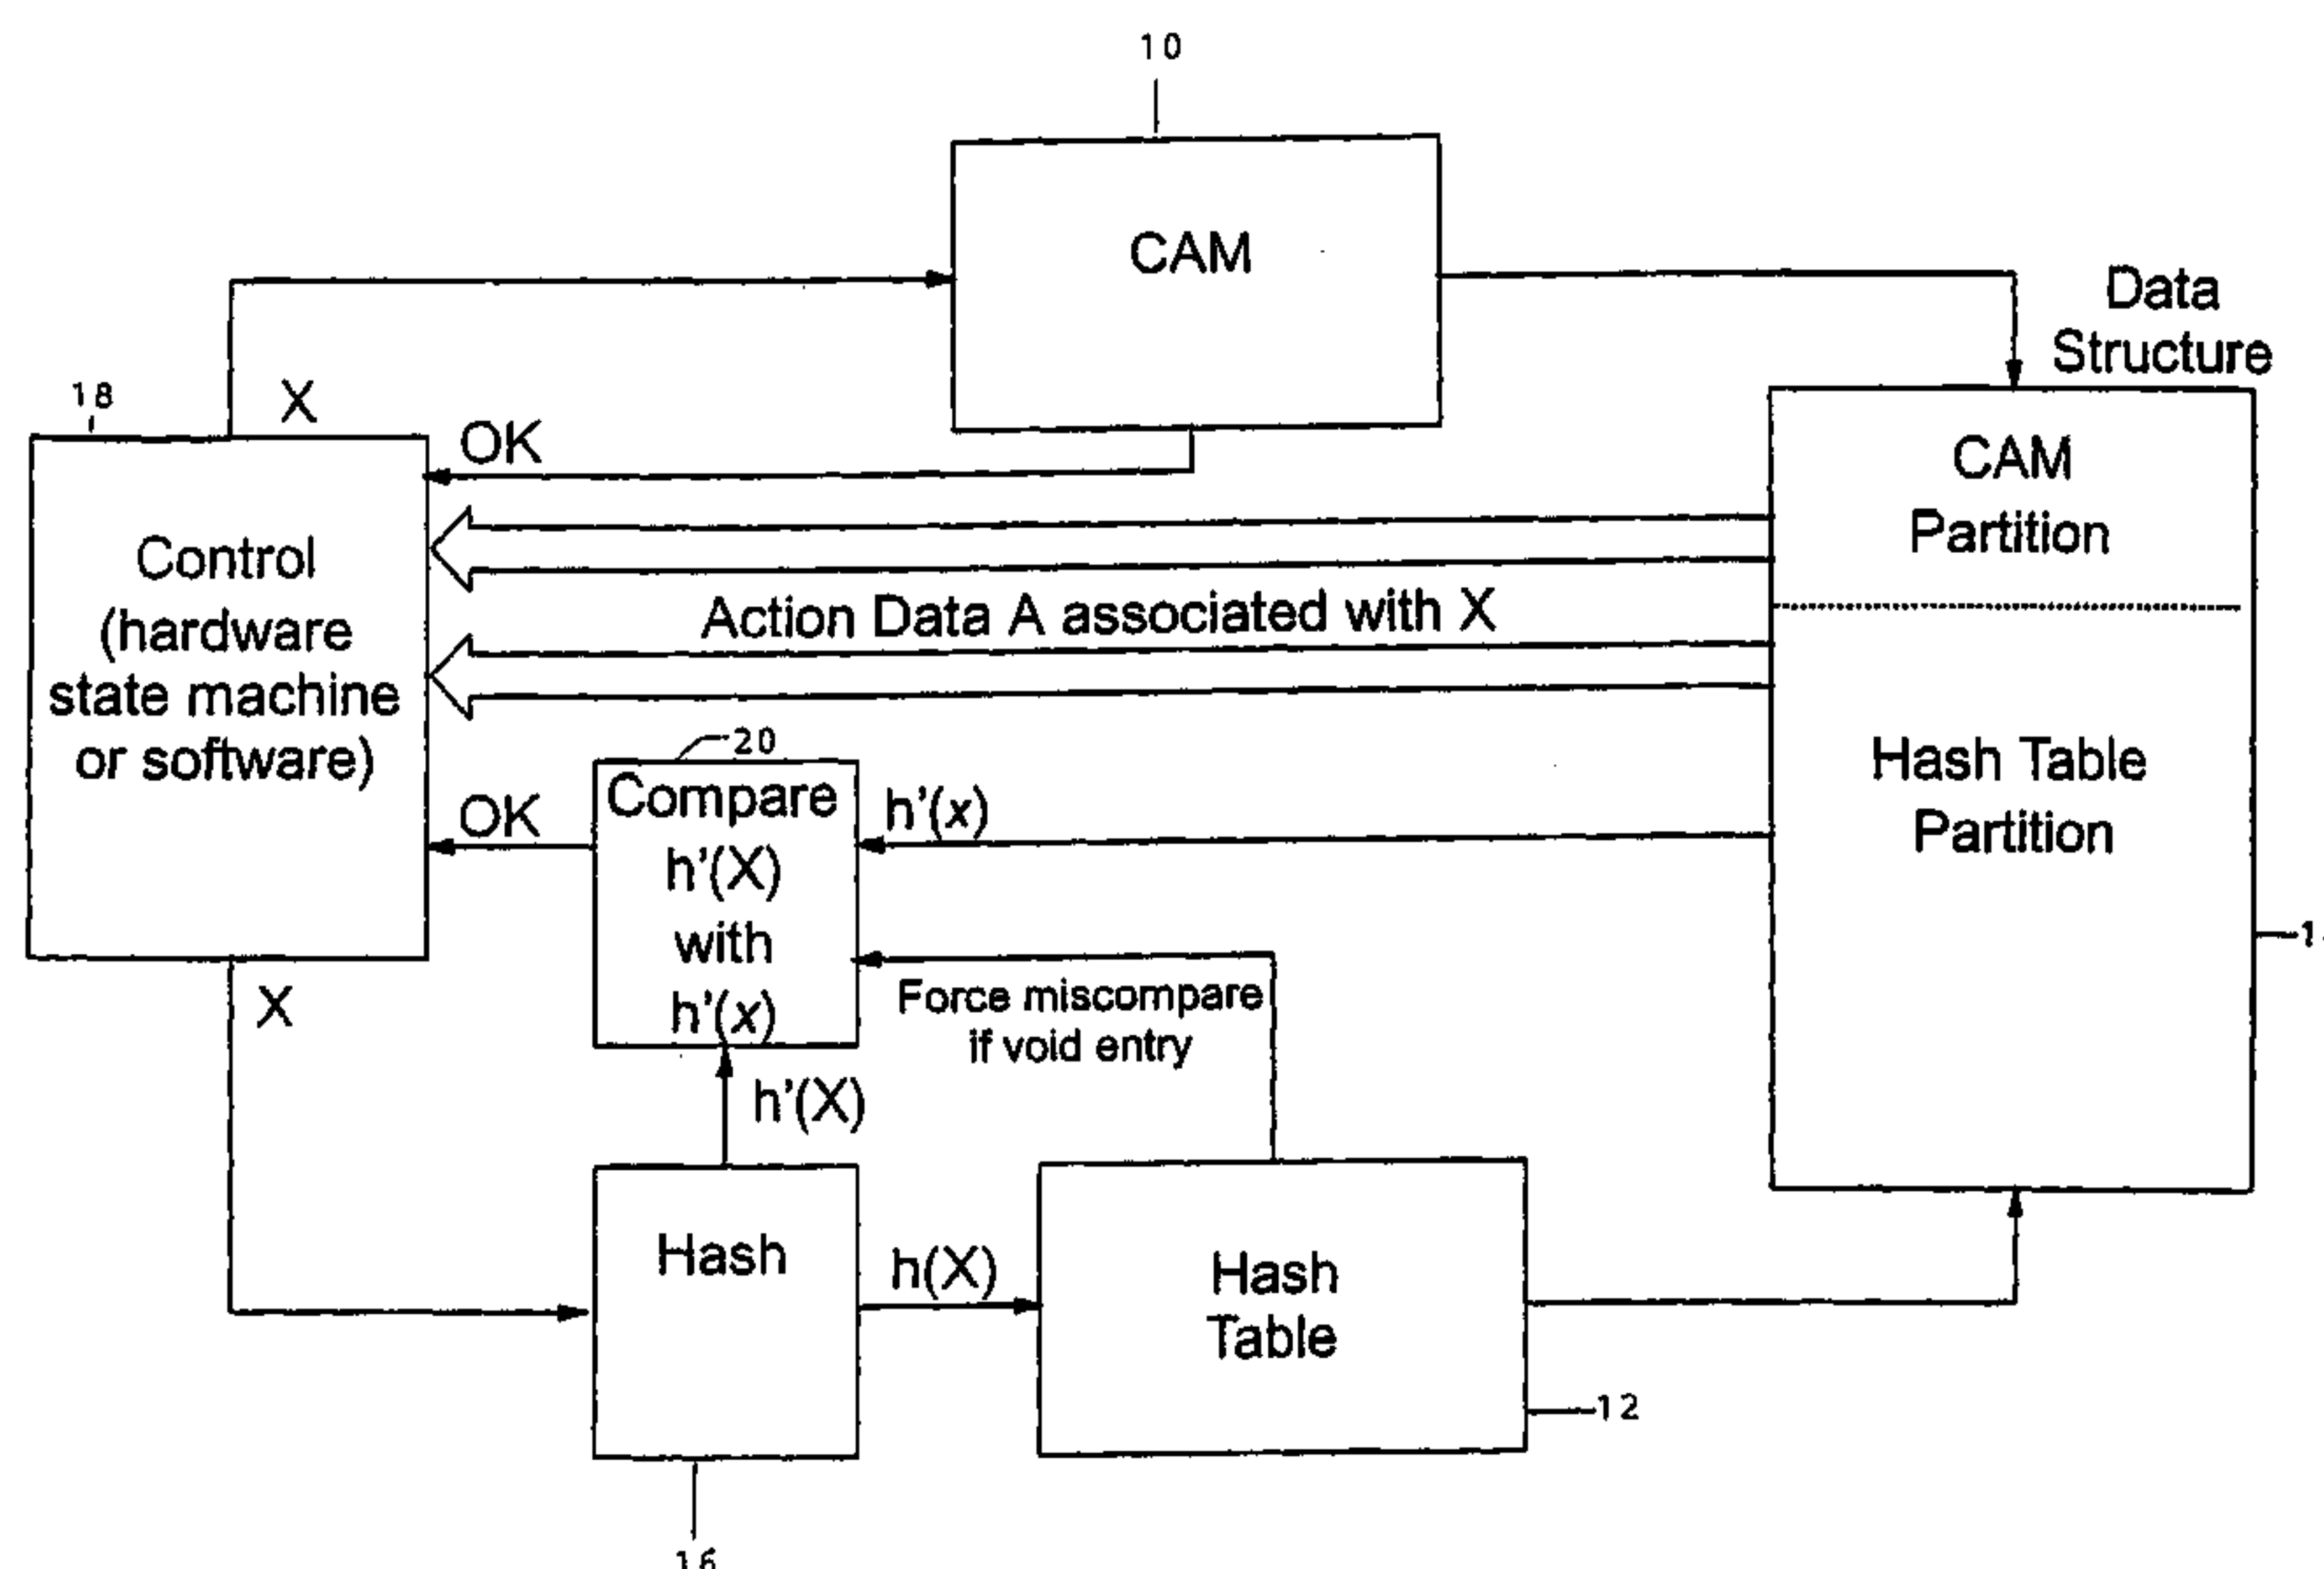 10
CAM
Data
Structure
18
X
OK
CAM
Partition
Control
(hardware
state machine
or software)
Action Data A associated with X
20
Compare
h'(X)
with
h'(x)
OK
h'(x)
Hash Table
Partition
Force miscompare
if void entry
X
h'(X)
Hash
h(X)
Hash
Table
12
16